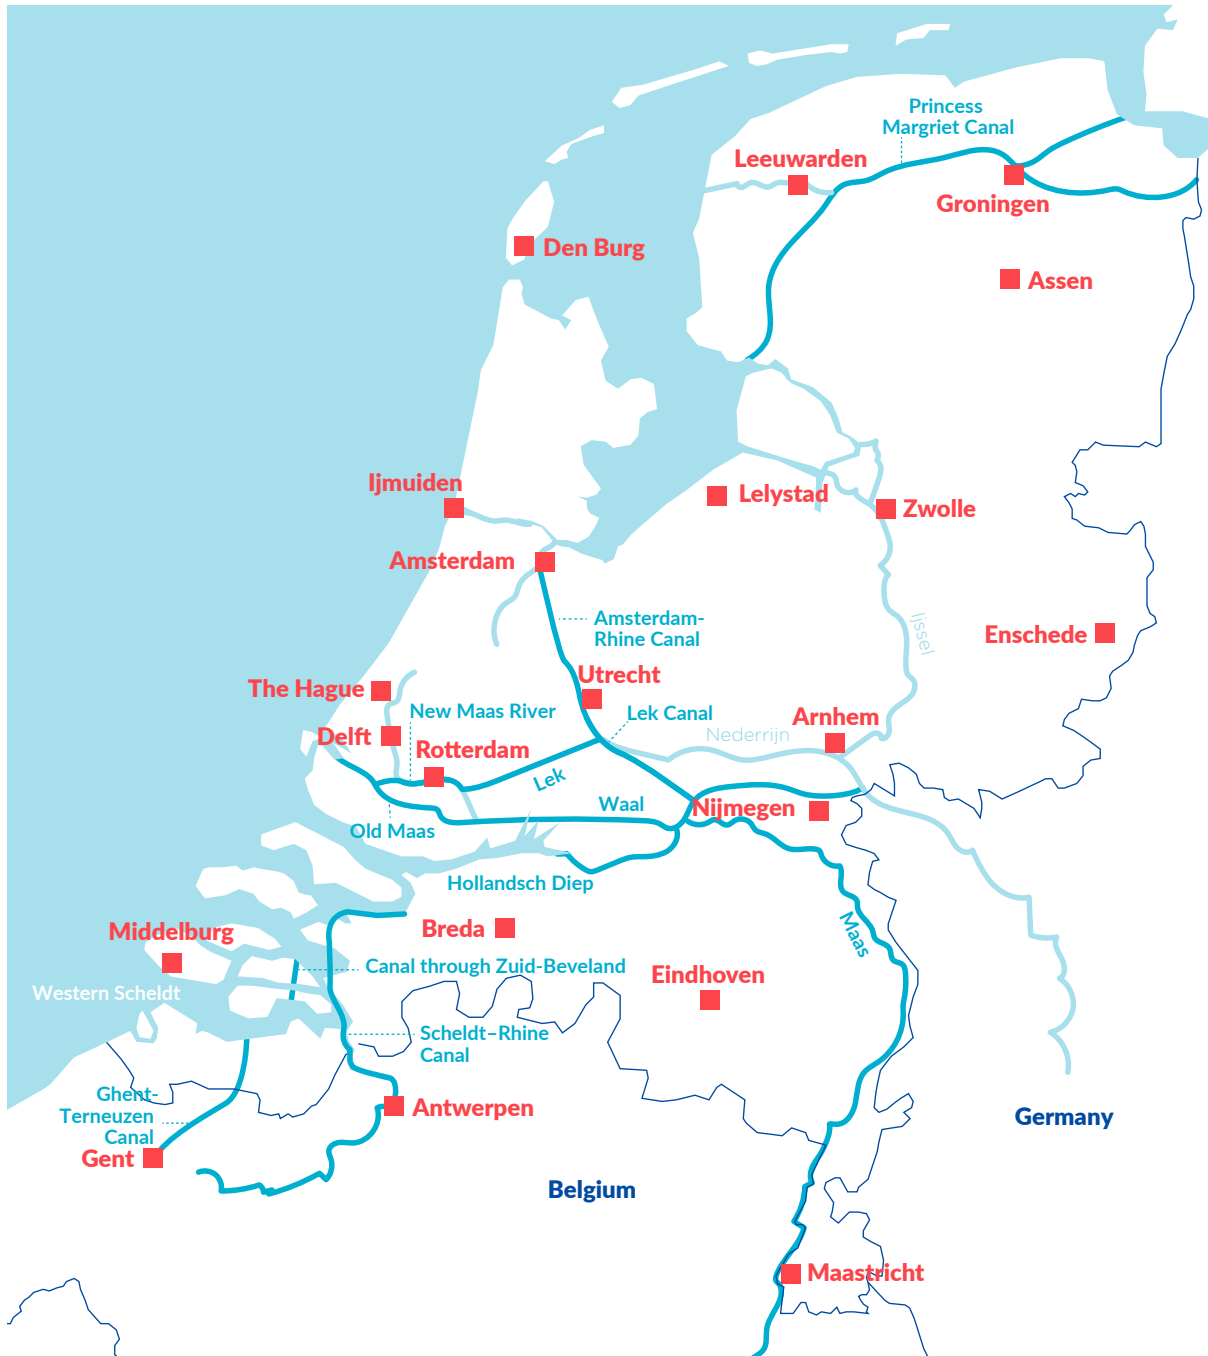 Princess
Margriet Canal
Leeuwarden
Groningen
Den Burg
Assen
Ijmuiden
Lelystad
Zwolle
Amsterdam
Amsterdam-
Rhine Canal
Ijssel
Enschede
Utrecht
The Hague
New Maas River
Lek Canal
Arnhem
Delft
Rotterdam
Nederrijn
Lek
Waal
Nijmegen
Old Maas
Hollandsch Diep
Middelburg
Breda
Maas
Canal through Zuid-Beveland
Eindhoven
Western Scheldt
Scheldt–Rhine
Canal
Ghent-
Terneuzen
Canal
Antwerpen
Germany
Gent
Belgium
Maastricht